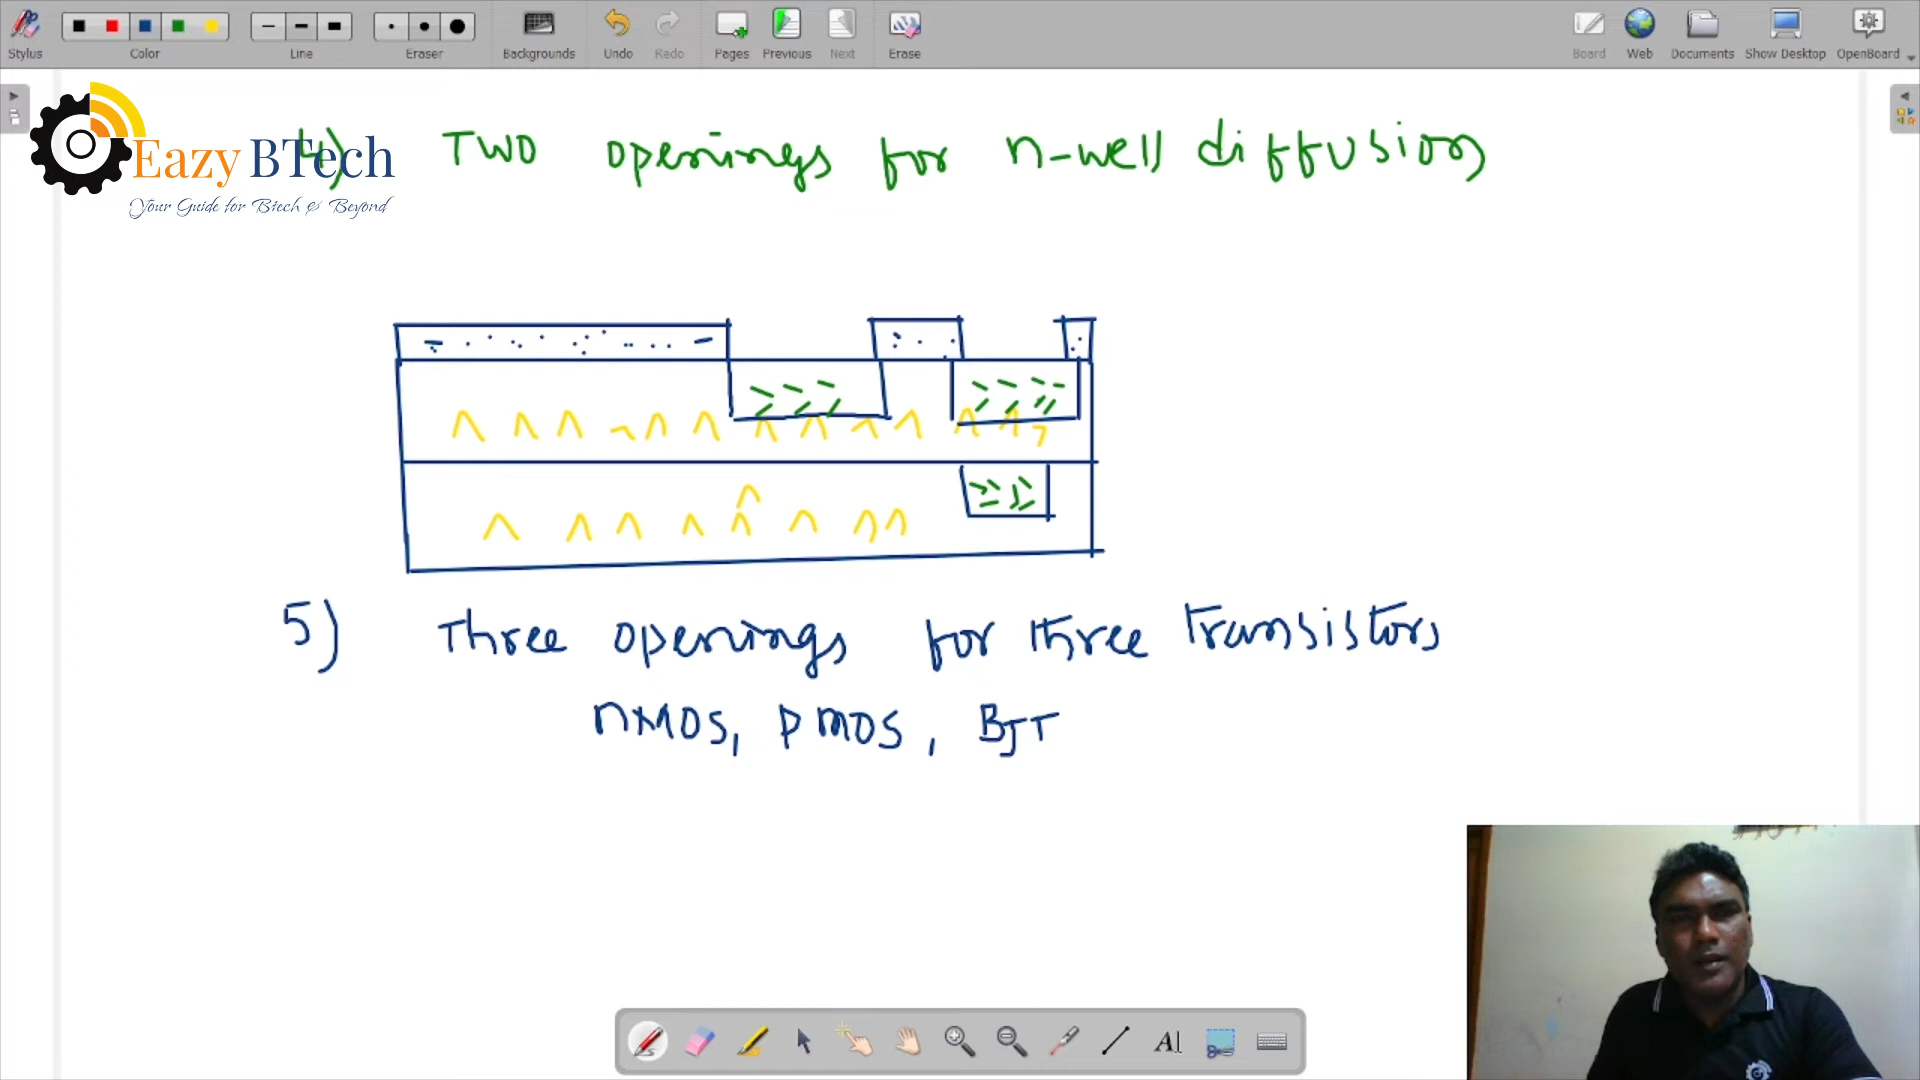 Stylus Color Line Eraser Backgrounds Undo Redo Pages Previous Next Erase Board Web Documents Show Desktop OpenBoard
Eazy BTech
Your Guide for Btech & Beyond
4) Two openings for n-well diffusions
5) Three openings for three transistors
nMOS, PMOS, BJT
AI